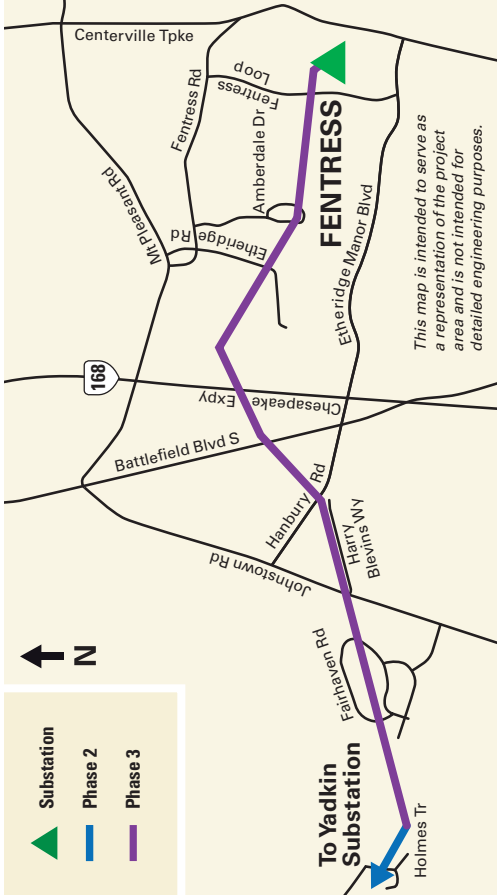 Centerville Tpke
Fentress Rd
Fentress
Loop
Amberdale Dr
FENTRESS
Mt Pleasant Rd
Etheridge Rd
Etheridge Manor Blvd
This map is intended to serve as
a representation of the project
area and is not intended for
detailed engineering purposes.
168
Chesapeake Expy
Battlefield Blvd S
Hanbury Rd
Harry
Blevins Wy
Johnstown Rd
Fairhaven Rd
N
Substation
Phase 2
Phase 3
To Yadkin
Substation
Holmes Tr